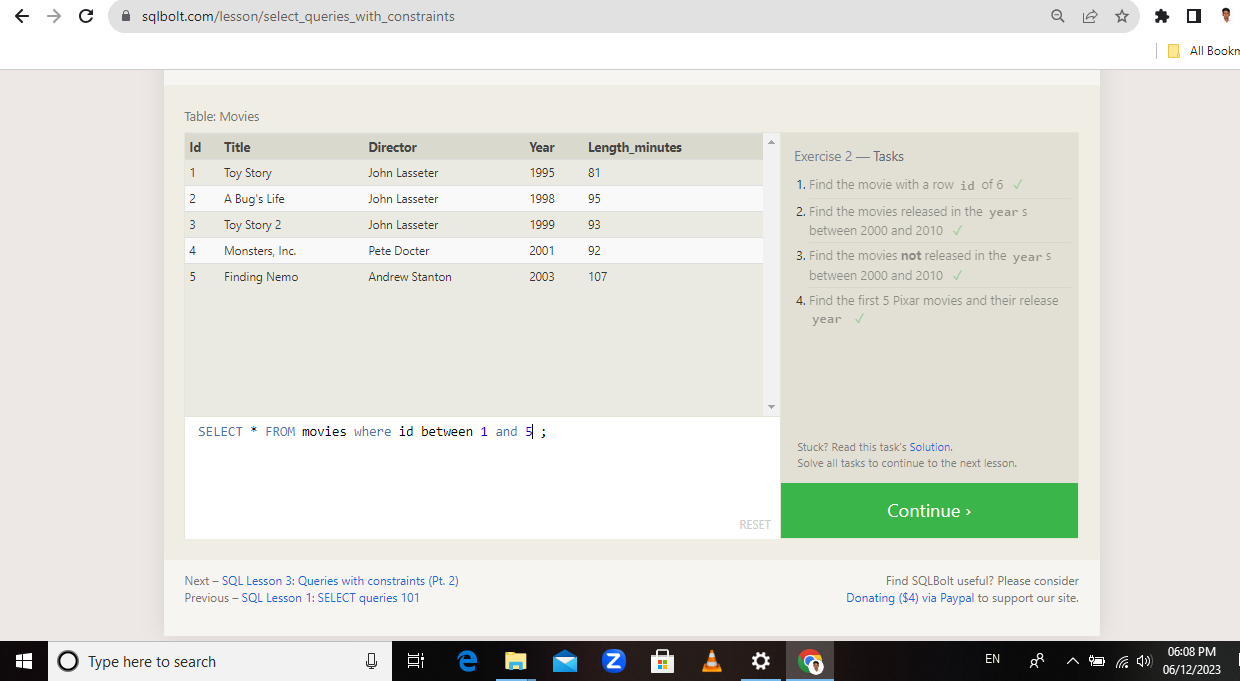 sqlbolt.com/lesson/select_queries_with_constraints
All Bookm
Table: Movies
Id Title Director Year Length_minutes
1 Toy Story John Lasseter 1995 81
2 A Bug's Life John Lasseter 1998 95
3 Toy Story 2 John Lasseter 1999 93
4 Monsters, Inc. Pete Docter 2001 92
5 Finding Nemo Andrew Stanton 2003 107
SELECT * FROM movies where id between 1 and 5 ;
RESET
Exercise 2 — Tasks
1. Find the movie with a row id of 6 ✓
2. Find the movies released in the year s
between 2000 and 2010 ✓
3. Find the movies not released in the year s
between 2000 and 2010 ✓
4. Find the first 5 Pixar movies and their release
year ✓
Stuck? Read this task's Solution.
Solve all tasks to continue to the next lesson.
Continue ›
Next – SQL Lesson 3: Queries with constraints (Pt. 2)
Previous – SQL Lesson 1: SELECT queries 101
Find SQLBolt useful? Please consider
Donating ($4) via Paypal to support our site.
Type here to search
EN
06:08 PM
06/12/2023